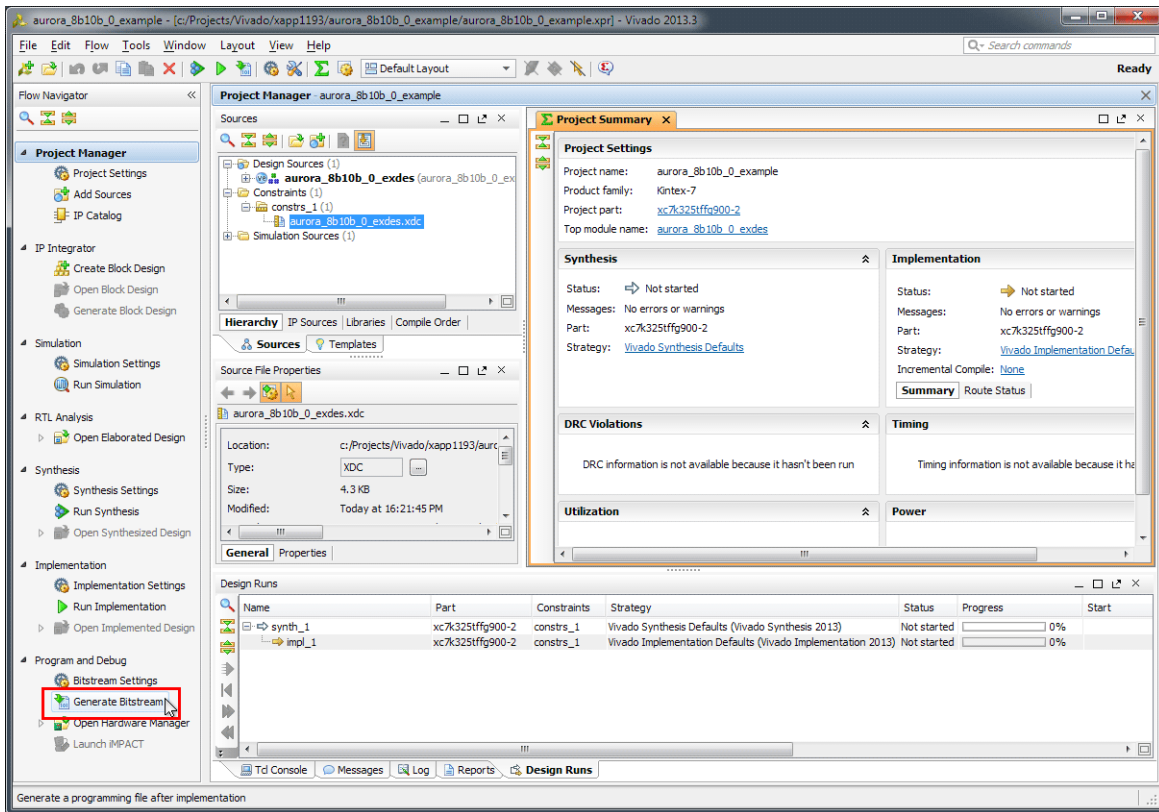 aurora_8b10b_0_example - [c:/Projects/Vivado/xapp1193/aurora_8b10b_0_example/aurora_8b10b_0_example.xpr] - Vivado 2013.3
File Edit Flow Tools Window Layout View Help
Search commands
Default Layout
Ready
Flow Navigator
Project Manager
Project Settings
Add Sources
IP Catalog
IP Integrator
Create Block Design
Open Block Design
Generate Block Design
Simulation
Simulation Settings
Run Simulation
RTL Analysis
Open Elaborated Design
Synthesis
Synthesis Settings
Run Synthesis
Open Synthesized Design
Implementation
Implementation Settings
Run Implementation
Open Implemented Design
Program and Debug
Bitstream Settings
Generate Bitstream
Open Hardware Manager
Launch iMPACT
Project Manager - aurora_8b10b_0_example
Sources
Design Sources (1)
aurora_8b10b_0_exdes (aurora_8b10b_0_ex
Constraints (1)
constrs_1 (1)
aurora_8b10b_0_exdes.xdc
Simulation Sources (1)
Hierarchy IP Sources Libraries Compile Order
Sources Templates
Source File Properties
aurora_8b10b_0_exdes.xdc
Location: c:/Projects/Vivado/xapp1193/aurc
Type: XDC ...
Size: 4.3 KB
Modified: Today at 16:21:45 PM
General Properties
Project Summary
Project Settings
Project name: aurora_8b10b_0_example
Product family: Kintex-7
Project part: xc7k325tffg900-2
Top module name: aurora_8b10b_0_exdes
Synthesis
Status: Not started
Messages: No errors or warnings
Part: xc7k325tffg900-2
Strategy: Vivado Synthesis Defaults
Implementation
Status: Not started
Messages: No errors or warnings
Part: xc7k325tffg900-2
Strategy: Vivado Implementation Defau
Incremental Compile: None
Summary Route Status
DRC Violations
DRC information is not available because it hasn't been run
Timing
Timing information is not available because it ha
Utilization
Power
Design Runs
Name Part Constraints Strategy Status Progress Start
synth_1 xc7k325tffg900-2 constrs_1 Vivado Synthesis Defaults (Vivado Synthesis 2013) Not started 0%
impl_1 xc7k325tffg900-2 constrs_1 Vivado Implementation Defaults (Vivado Implementation 2013) Not started 0%
Tcl Console Messages Log Reports Design Runs
Generate a programming file after implementation